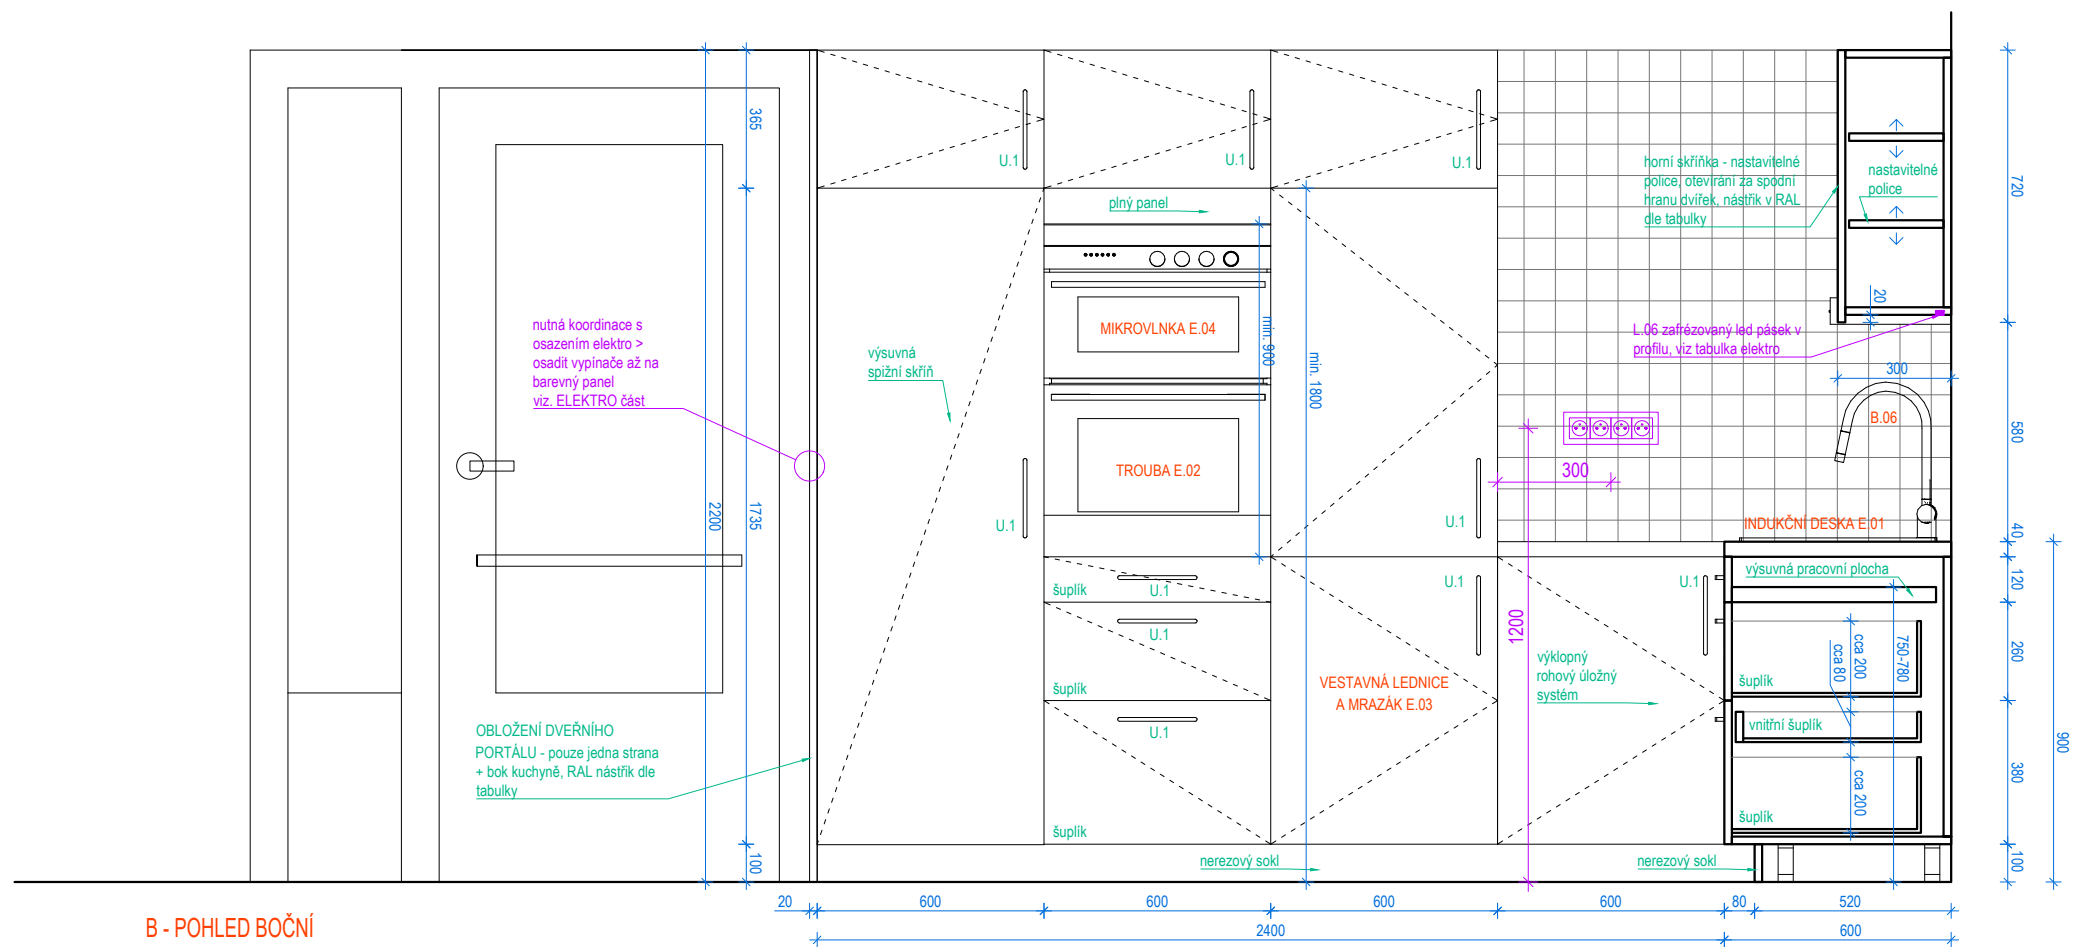 365
U.1
U.1
U.1
plný panel
horní skříňka - nastavitelné
police, otevírání za spodní
hranu dvířek, nástřik v RAL
dle tabulky
nastavitelné
police
720
20
nutná koordinace s
osazením elektro >
osadit vypínače až na
barevný panel
viz. ELEKTRO část
výsuvná
spižní skříň
MIKROVLNKA E.04
min. 900
min. 1800
L.06 zafrézovaný led pásek v
profilu, viz tabulka elektro
300
B.06
580
TROUBA E.02
300
2200
1735
U.1
U.1
INDUKČNÍ DESKA E.01
40
šuplík
U.1
U.1
U.1
výsuvná pracovní plocha
120
U.1
1200
výklopný
rohový úložný
systém
cca 80
cca 200
750-780
260
šuplík
šuplík
VESTAVNÁ LEDNICE
A MRAZÁK E.03
vnitřní šuplík
U.1
OBLOŽENÍ DVEŘNÍHO
PORTÁLU - pouze jedna strana
+ bok kuchyně, RAL nástřik dle
tabulky
900
380
cca 200
šuplík
šuplík
100
nerezový sokl
nerezový sokl
100
20
600
600
600
600
80
520
B - POHLED BOČNÍ
2400
600